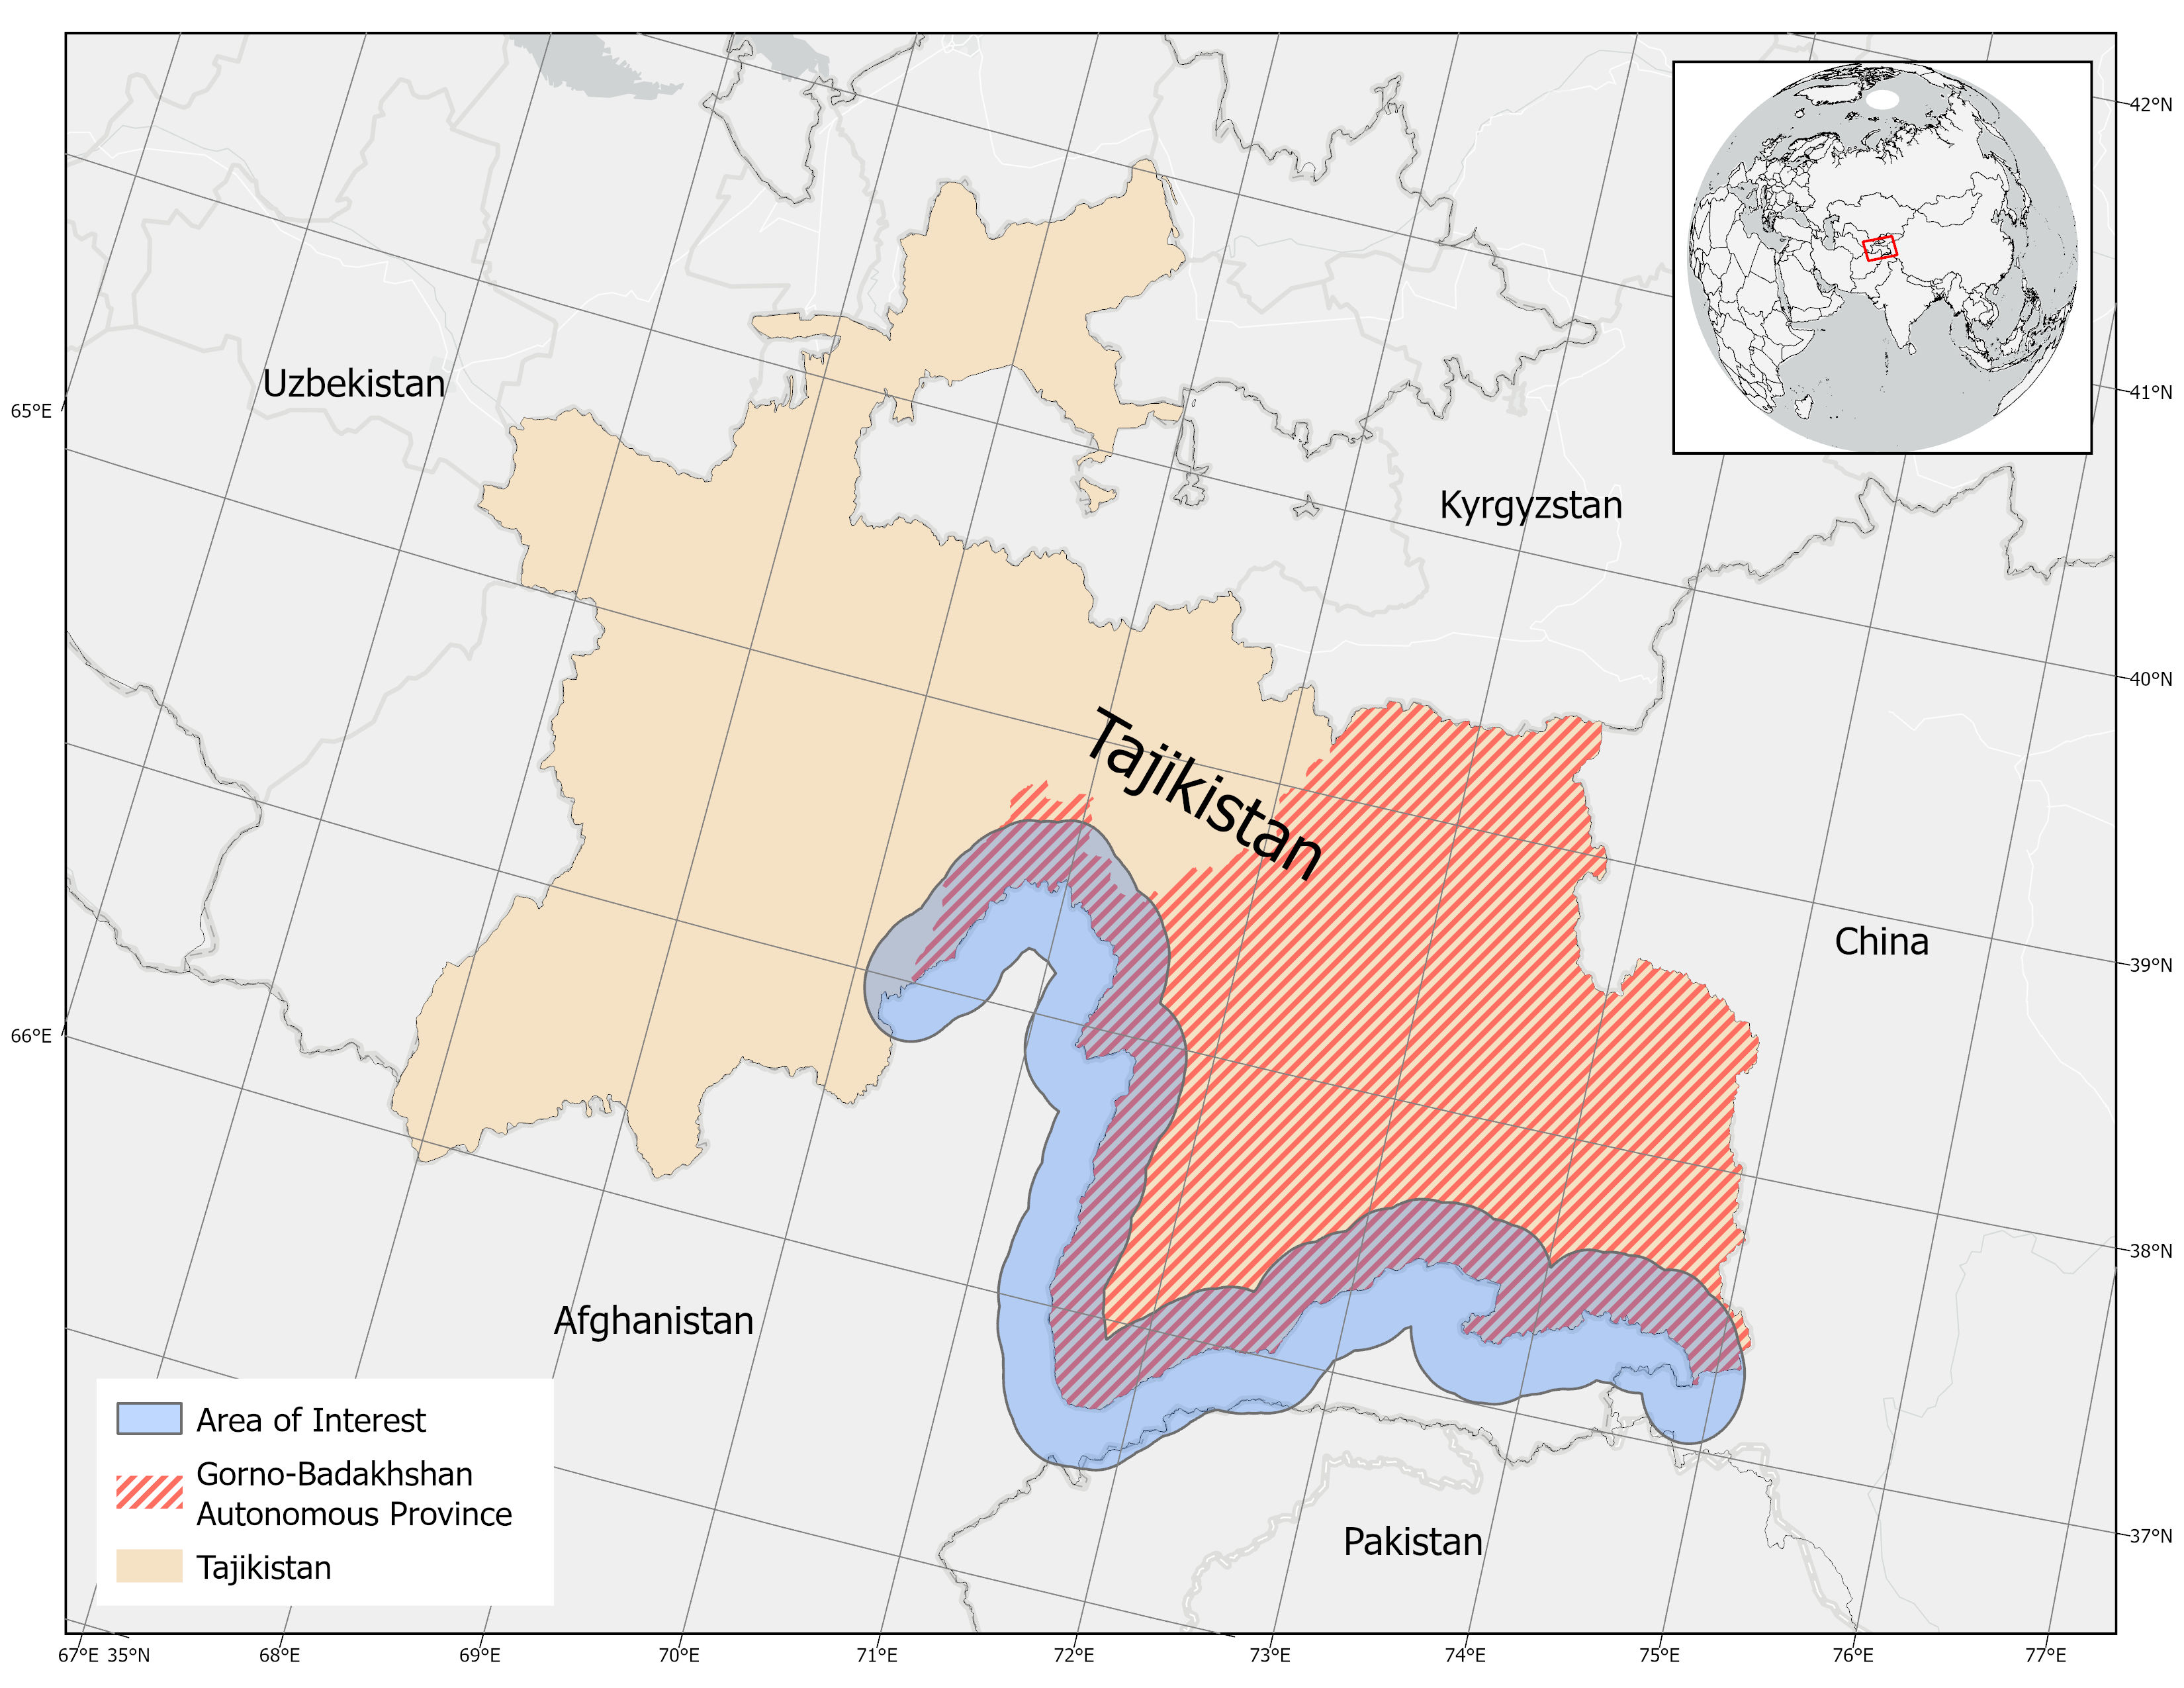 42°N
Uzbekistan
65°E
41°N
Kyrgyzstan
40°N
Tajikistan
China
39°N
66°E
38°N
Afghanistan
Area of Interest
Gorno-Badakhshan
Autonomous Province
Tajikistan
Pakistan
37°N
67°E 35°N 68°E 69°E 70°E 71°E 72°E 73°E 74°E 75°E 76°E 77°E